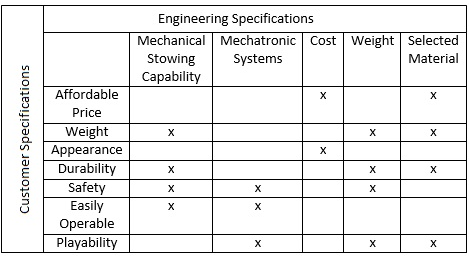 Engineering Specifications
Customer Specifications
Mechanical Stowing Capability Mechatronic Systems Cost Weight Selected Material
Affordable Price x x
Weight x x x
Appearance x
Durability x x x
Safety x x x
Easily Operable x x
Playability x x x